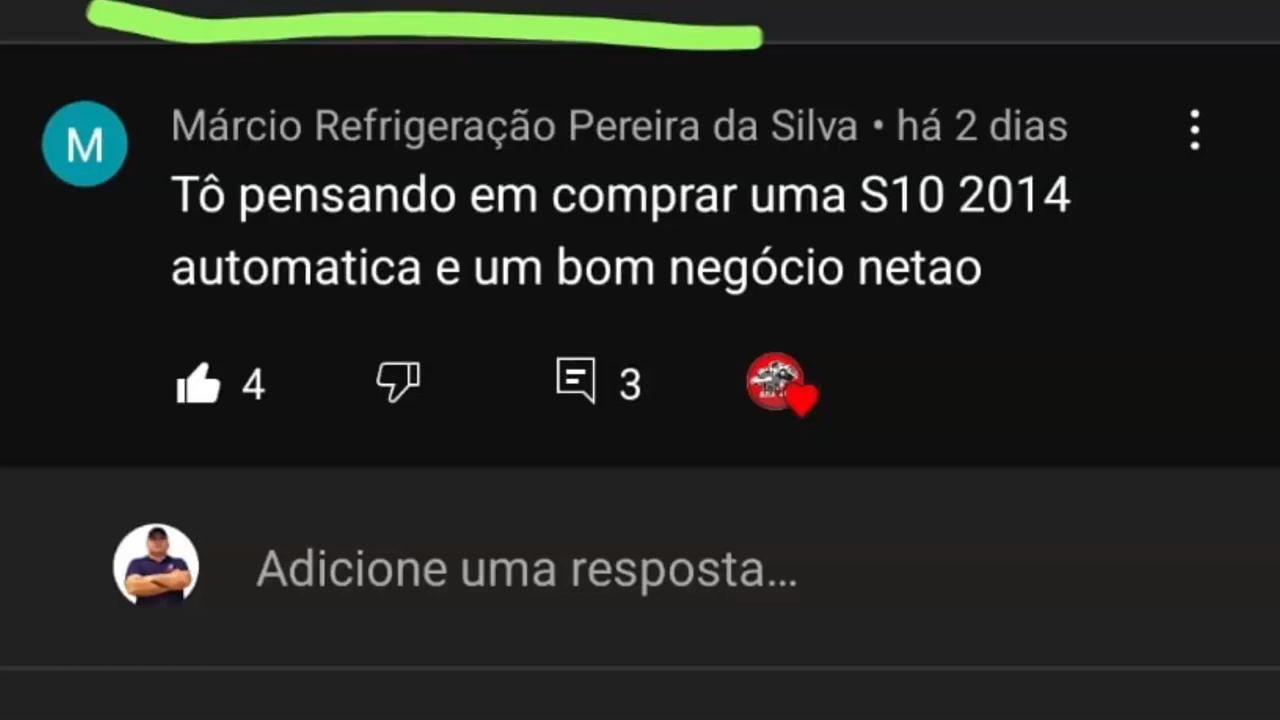 M
Márcio Refrigeração Pereira da Silva • há 2 dias
Tô pensando em comprar uma S10 2014
automatica e um bom negócio netao
4
3
Adicione uma resposta...